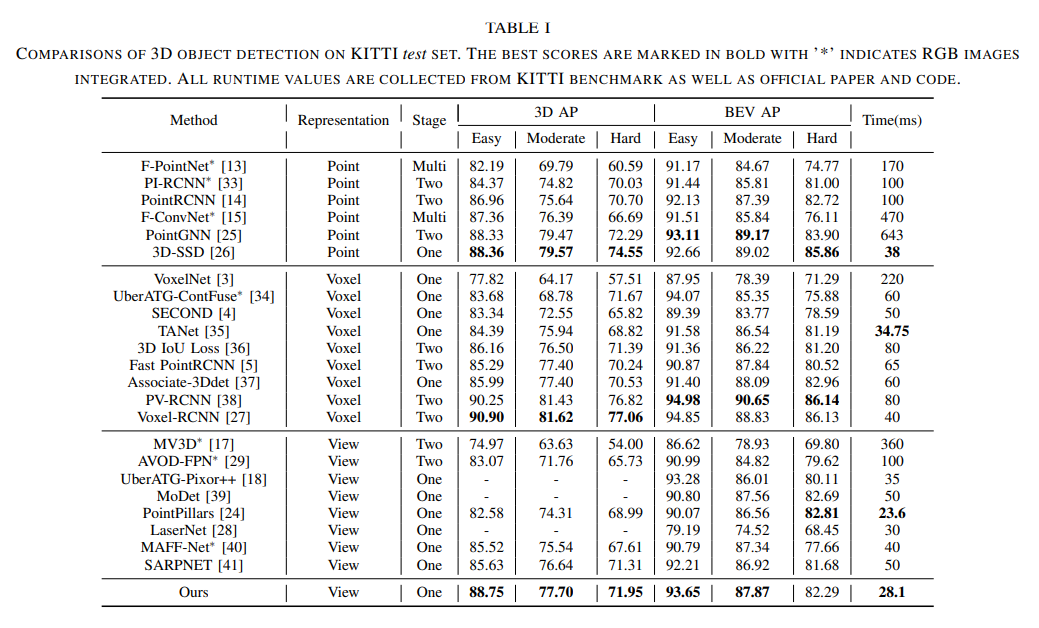 TABLE I
COMPARISONS OF 3D OBJECT DETECTION ON KITTI test SET. THE BEST SCORES ARE MARKED IN BOLD WITH '*' INDICATES RGB IMAGES
INTEGRATED. ALL RUNTIME VALUES ARE COLLECTED FROM KITTI BENCHMARK AS WELL AS OFFICIAL PAPER AND CODE.
Method Representation Stage 3D AP BEV AP Time(ms)
Easy Moderate Hard Easy Moderate Hard
F-PointNet* [13] Point Multi 82.19 69.79 60.59 91.17 84.67 74.77 170
PI-RCNN* [33] Point Two 84.37 74.82 70.03 91.44 85.81 81.00 100
PointRCNN [14] Point Two 86.96 75.64 70.70 92.13 87.39 82.72 100
F-ConvNet* [15] Point Multi 87.36 76.39 66.69 91.51 85.84 76.11 470
PointGNN [25] Point Two 88.33 79.47 72.29 93.11 89.17 83.90 643
3D-SSD [26] Point One 88.36 79.57 74.55 92.66 89.02 85.86 38
VoxelNet [3] Voxel One 77.82 64.17 57.51 87.95 78.39 71.29 220
UberATG-ContFuse* [34] Voxel One 83.68 68.78 71.67 94.07 85.35 75.88 60
SECOND [4] Voxel One 83.34 72.55 65.82 89.39 83.77 78.59 50
TANet [35] Voxel One 84.39 75.94 68.82 91.58 86.54 81.19 34.75
3D IoU Loss [36] Voxel Two 86.16 76.50 71.39 91.36 86.22 81.20 80
Fast PointRCNN [5] Voxel Two 85.29 77.40 70.24 90.87 87.84 80.52 65
Associate-3Ddet [37] Voxel One 85.99 77.40 70.53 91.40 88.09 82.96 60
PV-RCNN [38] Voxel Two 90.25 81.43 76.82 94.98 90.65 86.14 80
Voxel-RCNN [27] Voxel Two 90.90 81.62 77.06 94.85 88.83 86.13 40
MV3D* [17] View Two 74.97 63.63 54.00 86.62 78.93 69.80 360
AVOD-FPN* [29] View Two 83.07 71.76 65.73 90.99 84.82 79.62 100
UberATG-Pixor++ [18] View One - - - 93.28 86.01 80.11 35
MoDet [39] View One - - - 90.80 87.56 82.69 50
PointPillars [24] View One 82.58 74.31 68.99 90.07 86.56 82.81 23.6
LaserNet [28] View One - - - 79.19 74.52 68.45 30
MAFF-Net* [40] View One 85.52 75.54 67.61 90.79 87.34 77.66 40
SARPNET [41] View One 85.63 76.64 71.31 92.21 86.92 81.68 50
Ours View One 88.75 77.70 71.95 93.65 87.87 82.29 28.1